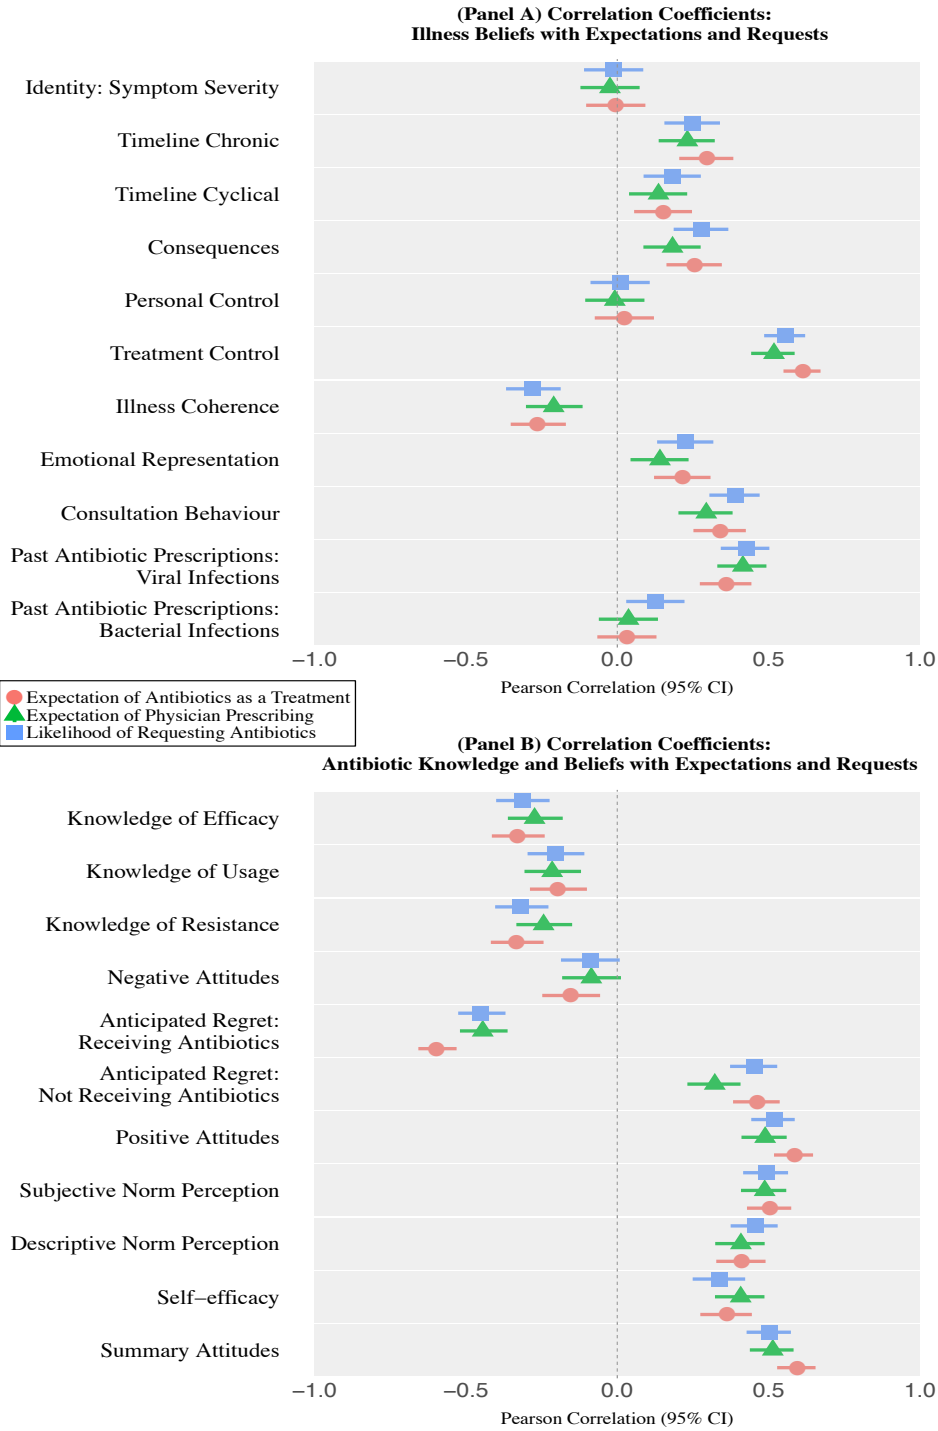 (Panel A) Correlation Coefficients:
Illness Beliefs with Expectations and Requests
Identity: Symptom Severity
Timeline Chronic
Timeline Cyclical
Consequences
Personal Control
Treatment Control
Illness Coherence
Emotional Representation
Consultation Behaviour
Past Antibiotic Prescriptions:
Viral Infections
Past Antibiotic Prescriptions:
Bacterial Infections
−1.0 −0.5 0.0 0.5 1.0
Pearson Correlation (95% CI)
Expectation of Antibiotics as a Treatment
Expectation of Physician Prescribing
Likelihood of Requesting Antibiotics
(Panel B) Correlation Coefficients:
Antibiotic Knowledge and Beliefs with Expectations and Requests
Knowledge of Efficacy
Knowledge of Usage
Knowledge of Resistance
Negative Attitudes
Anticipated Regret:
Receiving Antibiotics
Anticipated Regret:
Not Receiving Antibiotics
Positive Attitudes
Subjective Norm Perception
Descriptive Norm Perception
Self−efficacy
Summary Attitudes
−1.0 −0.5 0.0 0.5 1.0
Pearson Correlation (95% CI)